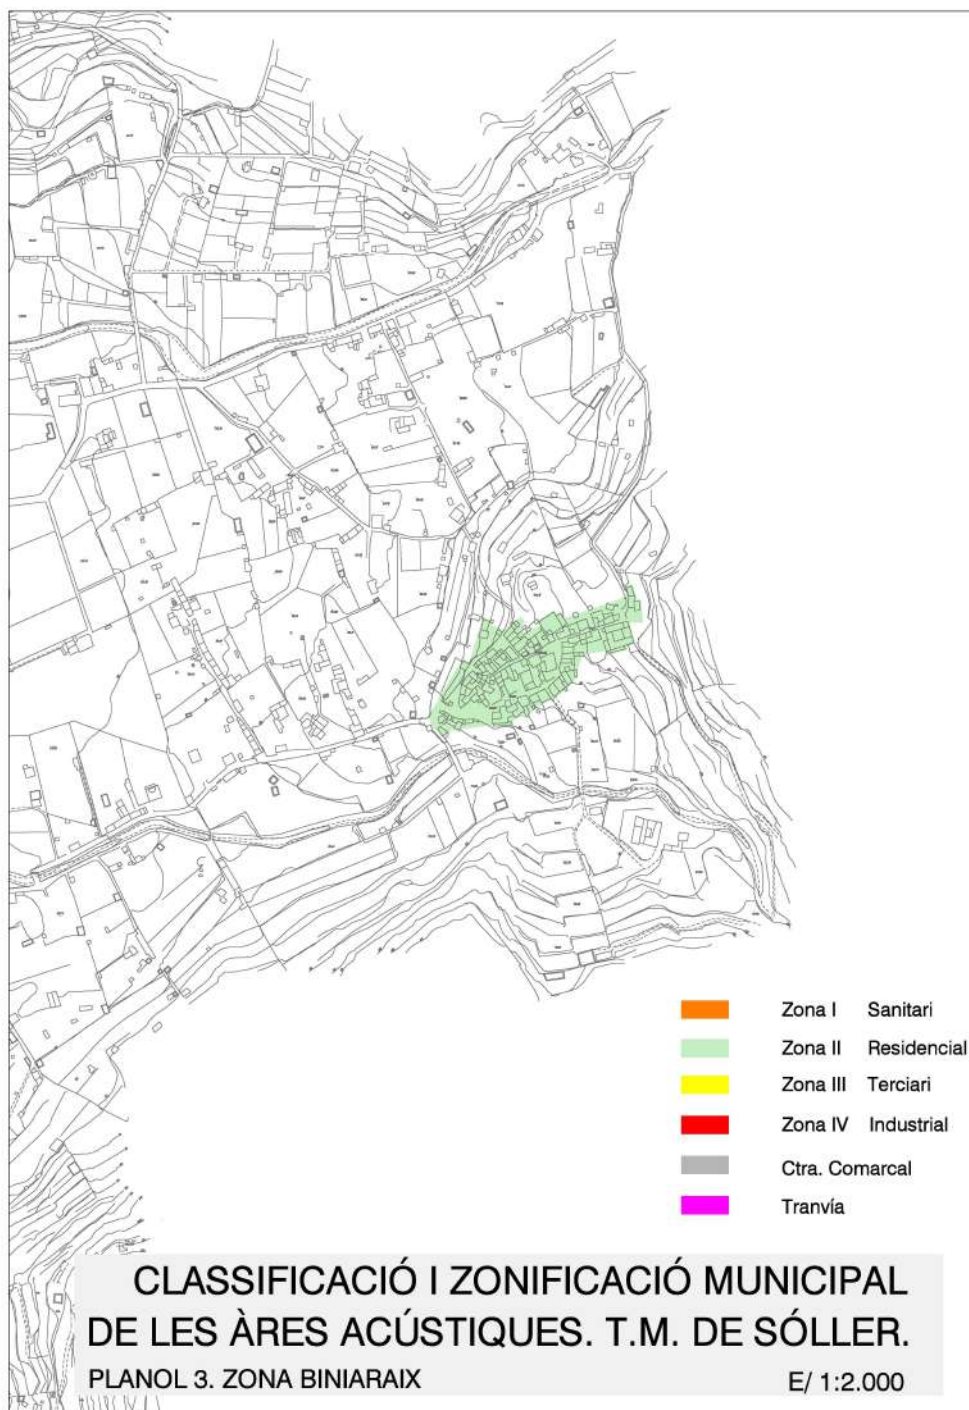 Zona I Sanitari
Zona II Residencial
Zona III Terciari
Zona IV Industrial
Ctra. Comarcal
Tranvía
CLASSIFICACIÓ I ZONIFICACIÓ MUNICIPAL
DE LES ÀRES ACÚSTIQUES. T.M. DE SÓLLER.
PLANOL 3. ZONA BINIARAIX E/ 1:2.000